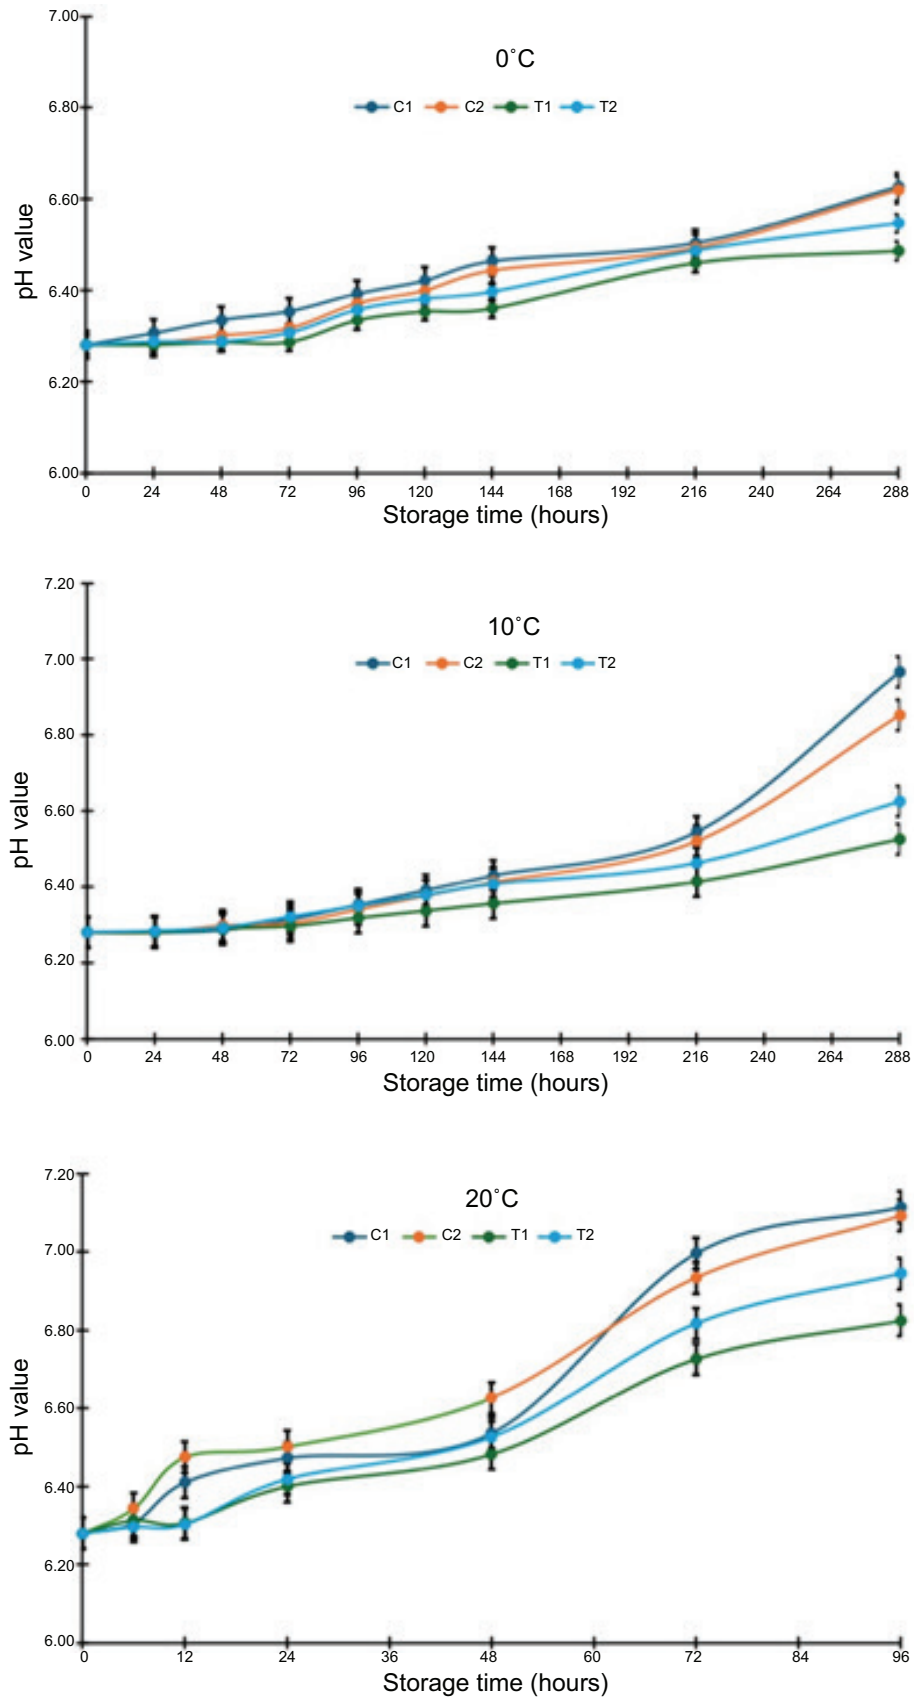 7.00
0˚C
6.80
C1 C2 T1 T2
6.60
pH value
6.40
6.20
6.00
0 24 48 72 96 120 144 168 192 216 240 264 288
Storage time (hours)
7.20
10˚C
7.00
C1 C2 T1 T2
6.80
pH value
6.60
6.40
6.20
6.00
0 24 48 72 96 120 144 168 192 216 240 264 288
Storage time (hours)
7.20
20˚C
C1 C2 T1 T2
7.00
6.80
pH value
6.60
6.40
6.20
6.00
0 12 24 36 48 60 72 84 96
Storage time (hours)